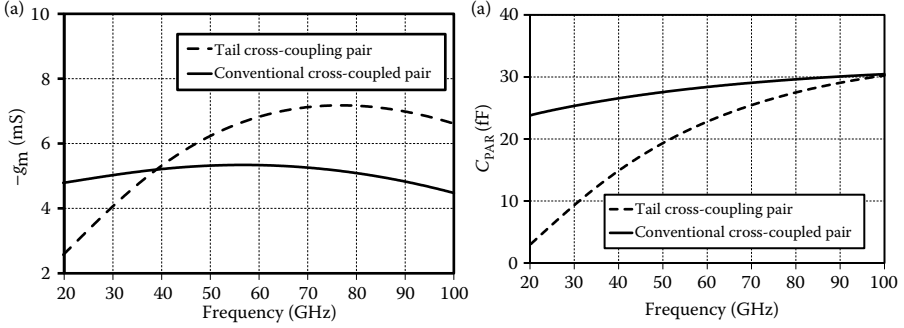 (a)
10
8
6
4
2
−gm (mS)
Tail cross-coupling pair
Conventional cross-coupled pair
20 30 40 50 60 70 80 90 100
Frequency (GHz)
(a)
40
30
20
10
0
CPAR (fF)
Tail cross-coupling pair
Conventional cross-coupled pair
20 30 40 50 60 70 80 90 100
Frequency (GHz)